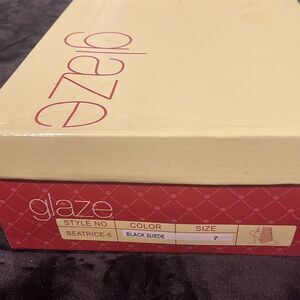 glaze
glaze
STYLE NO COLOR SIZE
BEATRICE-5 BLACK SUEDE 7